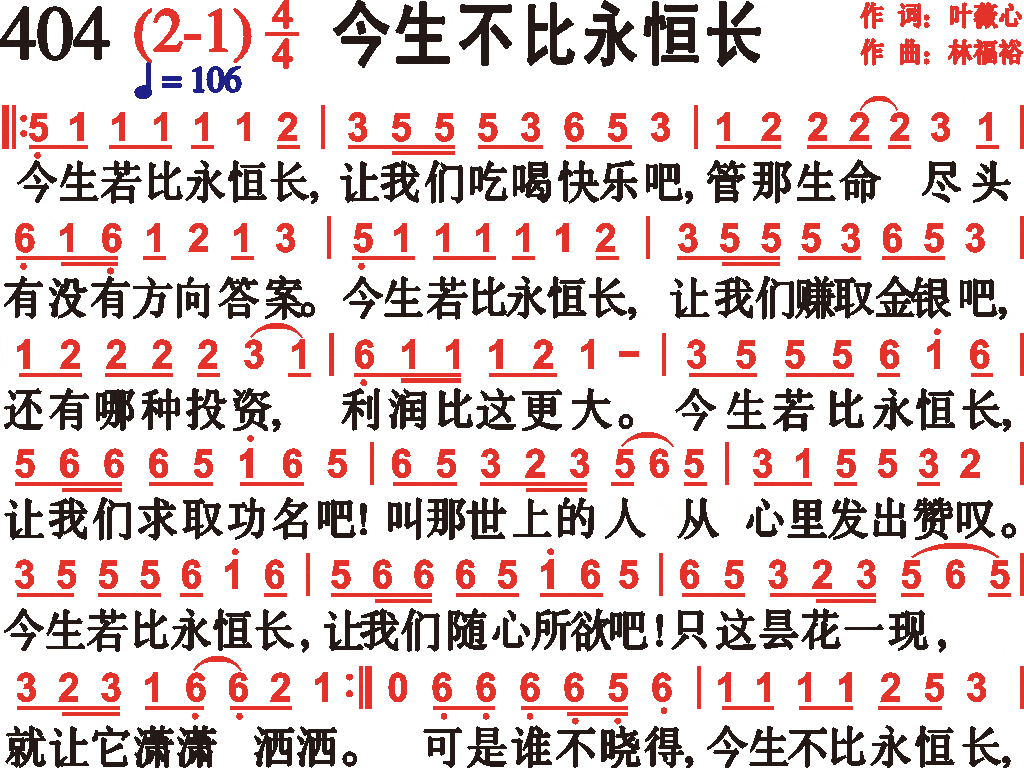 404 (2-1) 4/4 今生不比永恒长 作 词：叶薇心
♩=106 作 曲：林福裕
‖:5 1 1 1 1 1 2 | 3 5 5 5 3 6 5 3 | 1 2 2 2 2 3 1 |
今生若比永恒长,让我们吃喝快乐吧,管那生命 尽头
6 1 6 1 2 1 3 | 5 1 1 1 1 1 2 | 3 5 5 5 3 6 5 3 |
有没有方向答案。今生若比永恒长, 让我们赚取金银吧,
1 2 2 2 2 3 1 | 6 1 1 1 2 1 – | 3 5 5 5 6 i 6 |
还有哪种投资, 利润比这更大。今生若比永恒长,
5 6 6 6 5 i 6 5 | 6 5 3 2 3 5 6 5 | 3 1 5 5 3 2 |
让我们求取功名吧!叫那世上的人 从 心里发出赞叹。
3 5 5 5 6 i 6 | 5 6 6 6 5 i 6 5 | 6 5 3 2 3 5 6 5 |
今生若比永恒长,让我们随心所欲吧!只这昙花一现,
3 2 3 1 6 6 2 1 :‖ 0 6 6 6 6 5 6 | 1 1 1 1 2 5 3 |
就让它潇潇 洒洒。 可是谁不晓得,今生不比永恒长,